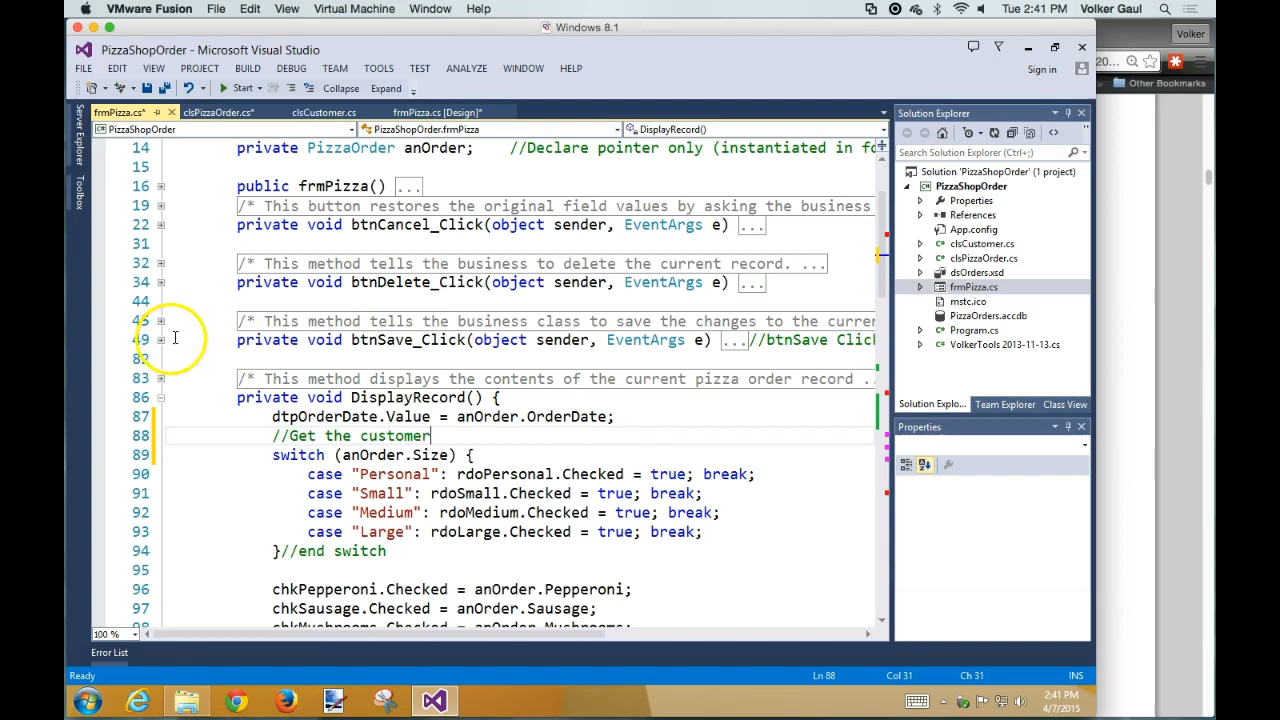 VMware Fusion File Edit View Virtual Machine Window Help Tue 2:41 PM Volker Gaul
Windows 8.1
Volker
PizzaShopOrder - Microsoft Visual Studio
FILE EDIT VIEW PROJECT BUILD DEBUG TEAM TOOLS TEST ANALYZE WINDOW HELP Sign in
20...
Other Bookmarks
Start Collapse Expand
frmPizza.cs* clsPizzaOrder.cs* clsCustomer.cs frmPizza.cs [Design]*
PizzaShopOrder PizzaShopOrder.frmPizza DisplayRecord()
Server Explorer
Toolbox
14 private PizzaOrder anOrder; //Declare pointer only (instantiated in fo
15
16 public frmPizza() ...
19 /* This button restores the original field values by asking the business
22 private void btnCancel_Click(object sender, EventArgs e) ...
31
32 /* This method tells the business to delete the current record. ...
34 private void btnDelete_Click(object sender, EventArgs e) ...
44
45 /* This method tells the business class to save the changes to the curren
49 private void btnSave_Click(object sender, EventArgs e) ...//btnSave Click
82
83 /* This method displays the contents of the current pizza order record ...
86 private void DisplayRecord() {
87 dtpOrderDate.Value = anOrder.OrderDate;
88 //Get the customer
89 switch (anOrder.Size) {
90 case "Personal": rdoPersonal.Checked = true; break;
91 case "Small": rdoSmall.Checked = true; break;
92 case "Medium": rdoMedium.Checked = true; break;
93 case "Large": rdoLarge.Checked = true; break;
94 }//end switch
95
96 chkPepperoni.Checked = anOrder.Pepperoni;
97 chkSausage.Checked = anOrder.Sausage;
98 chkMushrooms.Checked = anOrder.Mushrooms;
100 %
Solution Explorer
Search Solution Explorer (Ctrl+;)
Solution 'PizzaShopOrder' (1 project)
PizzaShopOrder
Properties
References
App.config
clsCustomer.cs
clsPizzaOrder.cs
dsOrders.xsd
frmPizza.cs
mstc.ico
PizzaOrders.accdb
Program.cs
VolkerTools 2013-11-13.cs
Solution Explo... Team Explorer Class View
Properties
Error List
Ready Ln 88 Col 31 Ch 31 INS
2:41 PM
4/7/2015